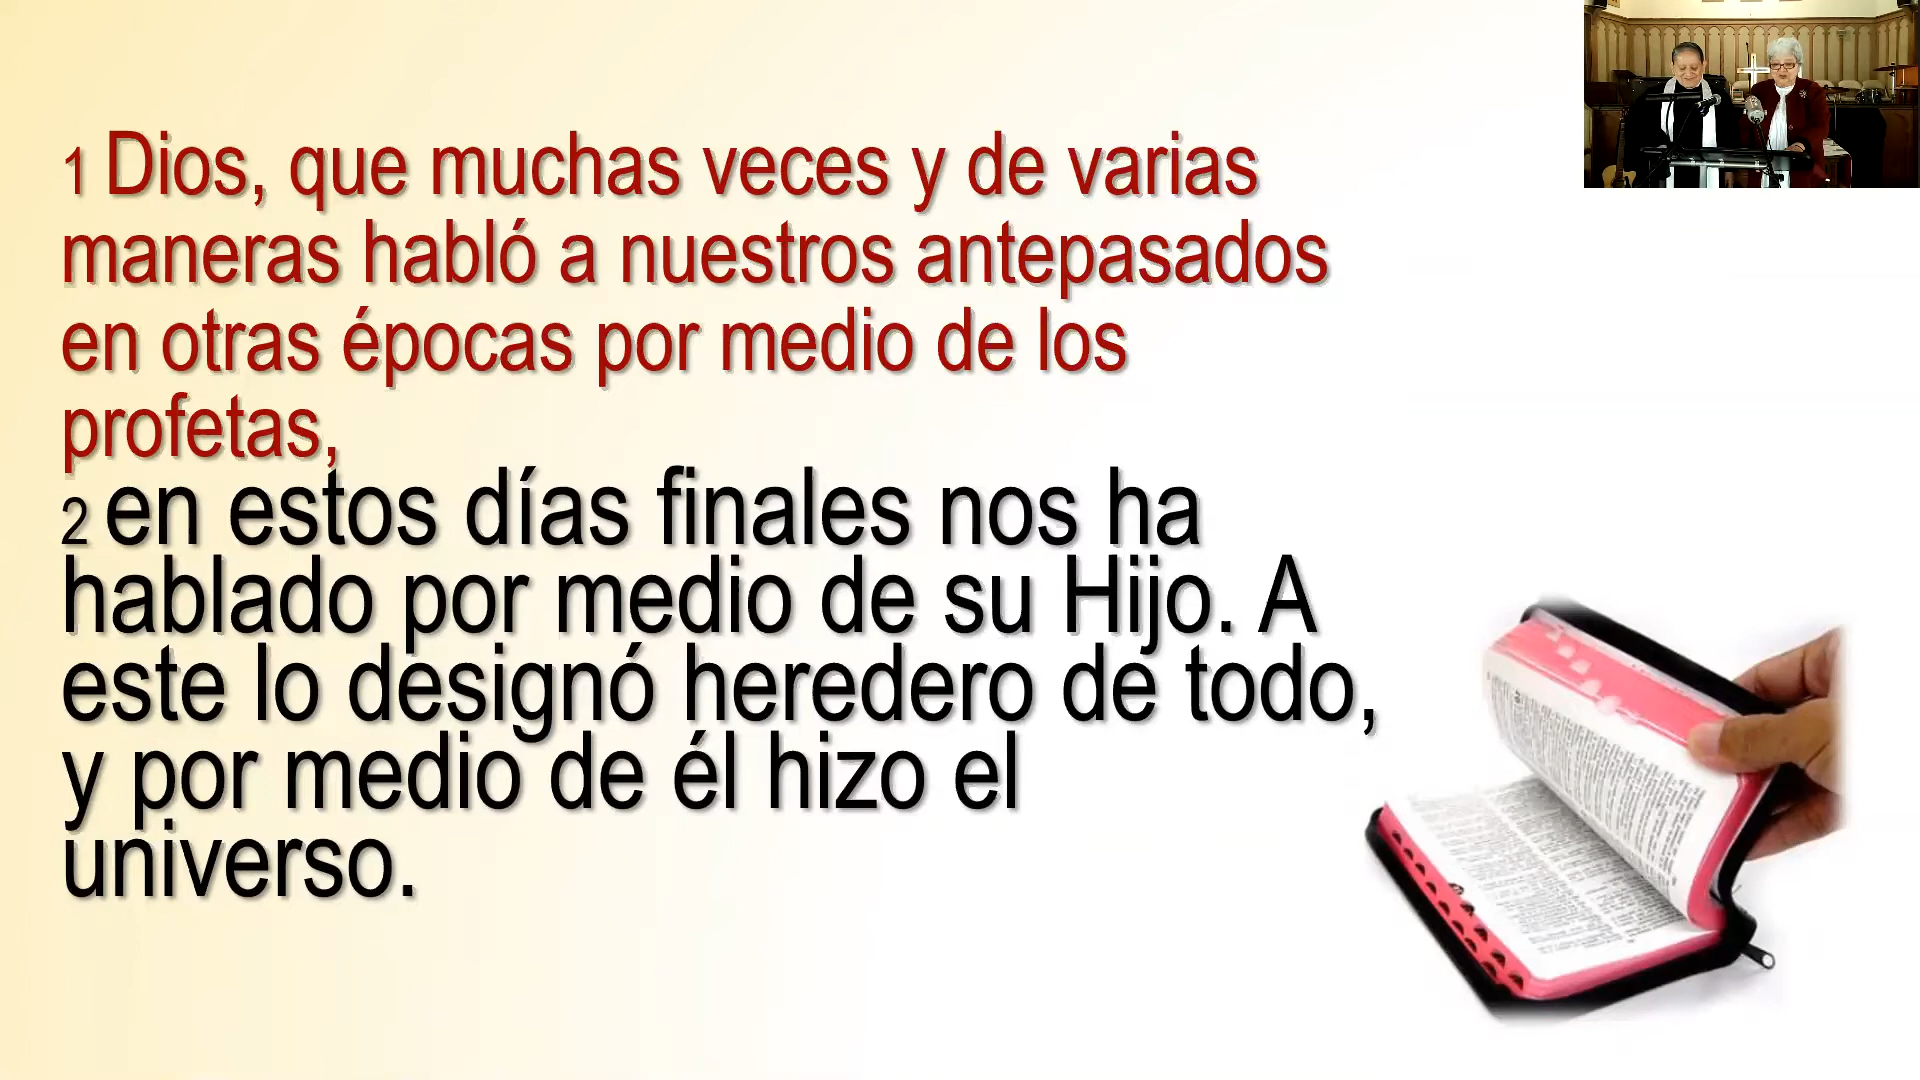 1 Dios, que muchas veces y de varias
maneras habló a nuestros antepasados
en otras épocas por medio de los
profetas,
2 en estos días finales nos ha
hablado por medio de su Hijo. A
este lo designó heredero de todo,
y por medio de él hizo el
universo.